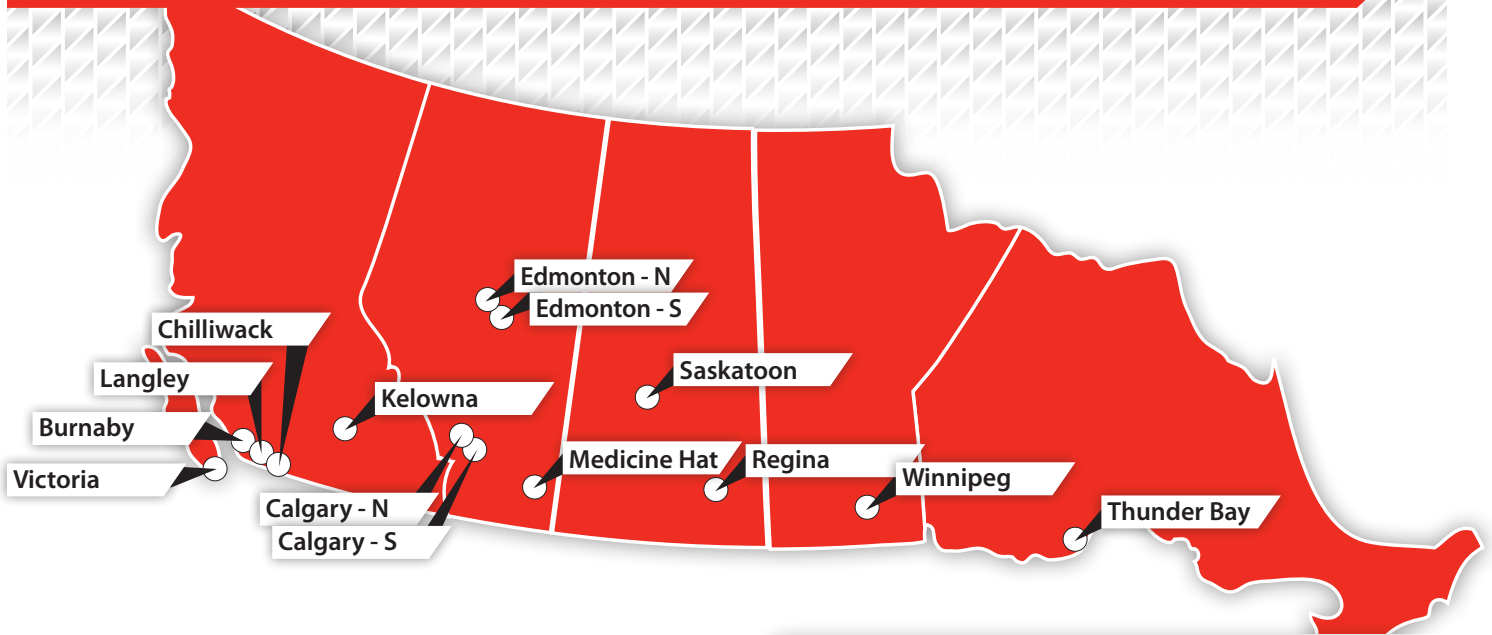 Edmonton - N
Edmonton - S
Chilliwack
Saskatoon
Langley
Kelowna
Burnaby
Medicine Hat
Regina
Victoria
Winnipeg
Calgary - N
Thunder Bay
Calgary - S